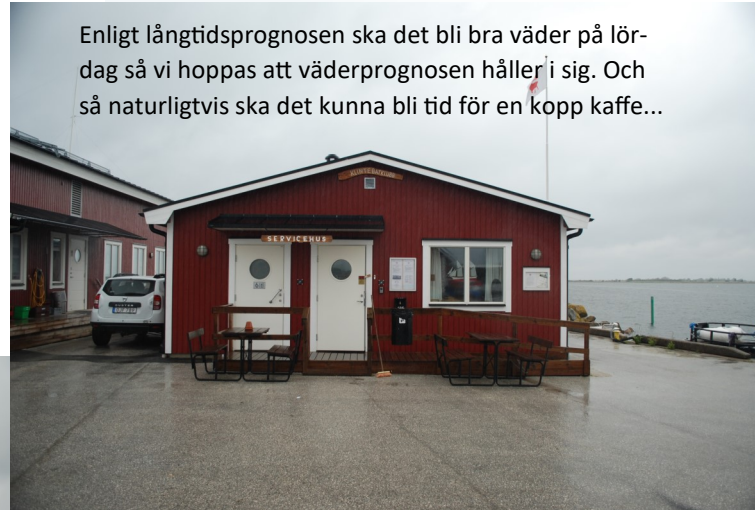 Enligt långtidsprognosen ska det bli bra väder på lör-
dag så vi hoppas att väderprognosen håller i sig. Och
så naturligtvis ska det kunna bli tid för en kopp kaffe...
SERVICEHUS